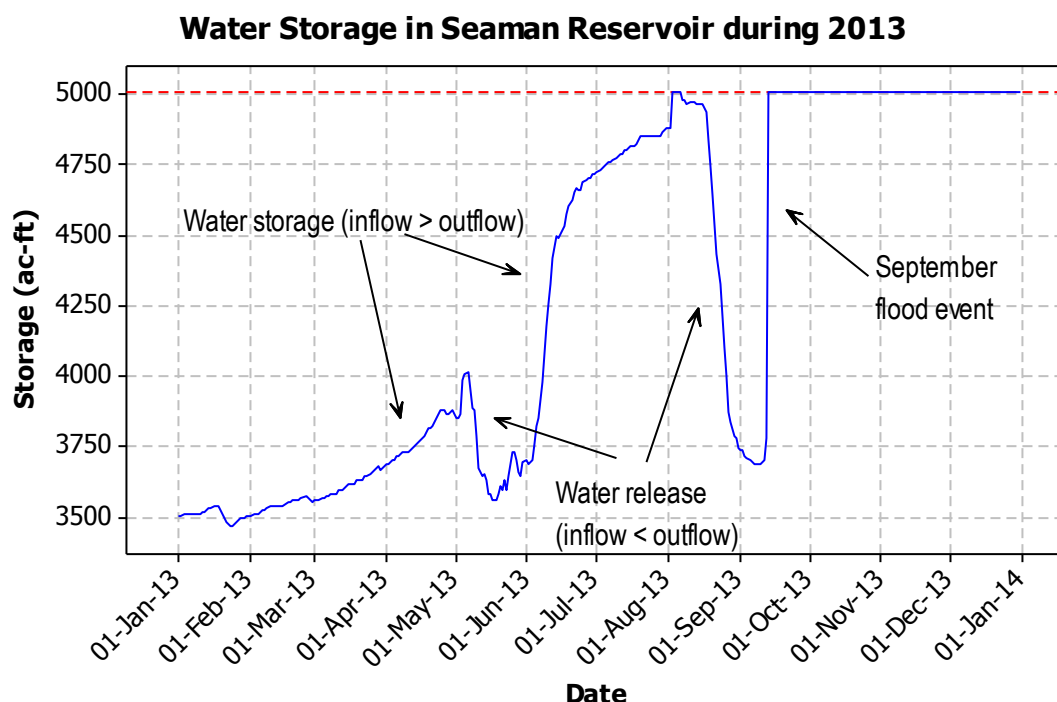 Water Storage in Seaman Reservoir during 2013
Storage (ac-ft)
5000
4750
4500
4250
4000
3750
3500
Water storage (inflow > outflow)
September
flood event
Water release
(inflow < outflow)
01-Jan-13
01-Feb-13
01-Mar-13
01-Apr-13
01-May-13
01-Jun-13
01-Jul-13
01-Aug-13
01-Sep-13
01-Oct-13
01-Nov-13
01-Dec-13
01-Jan-14
Date